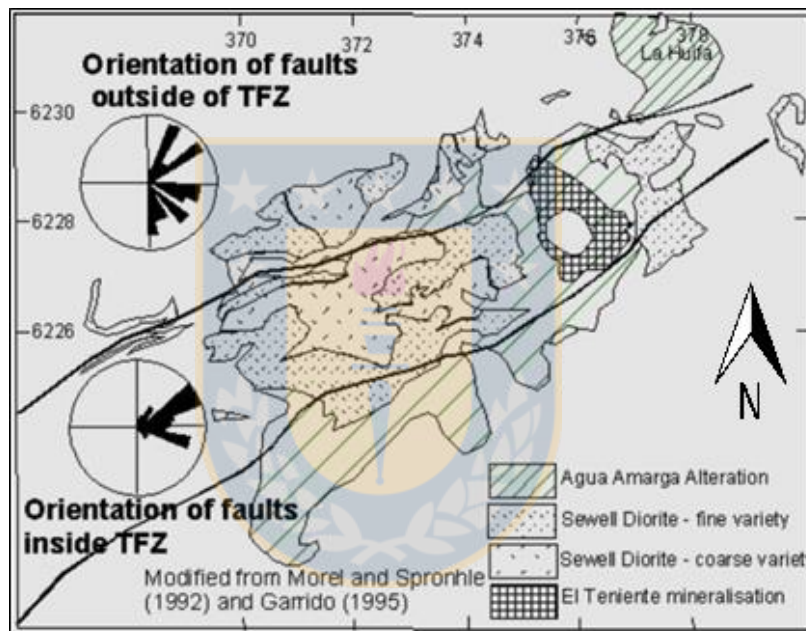 370
372
374
376
378
La Huifa
Orientation of faults
outside of TFZ
6230
6228
6226
N
Orientation of faults
inside TFZ
Agua Amarga Alteration
Sewell Diorite - fine variety
Sewell Diorite - coarse variety
El Teniente mineralisation
Modified from Morel and Spronhle
(1992) and Garrido (1995)